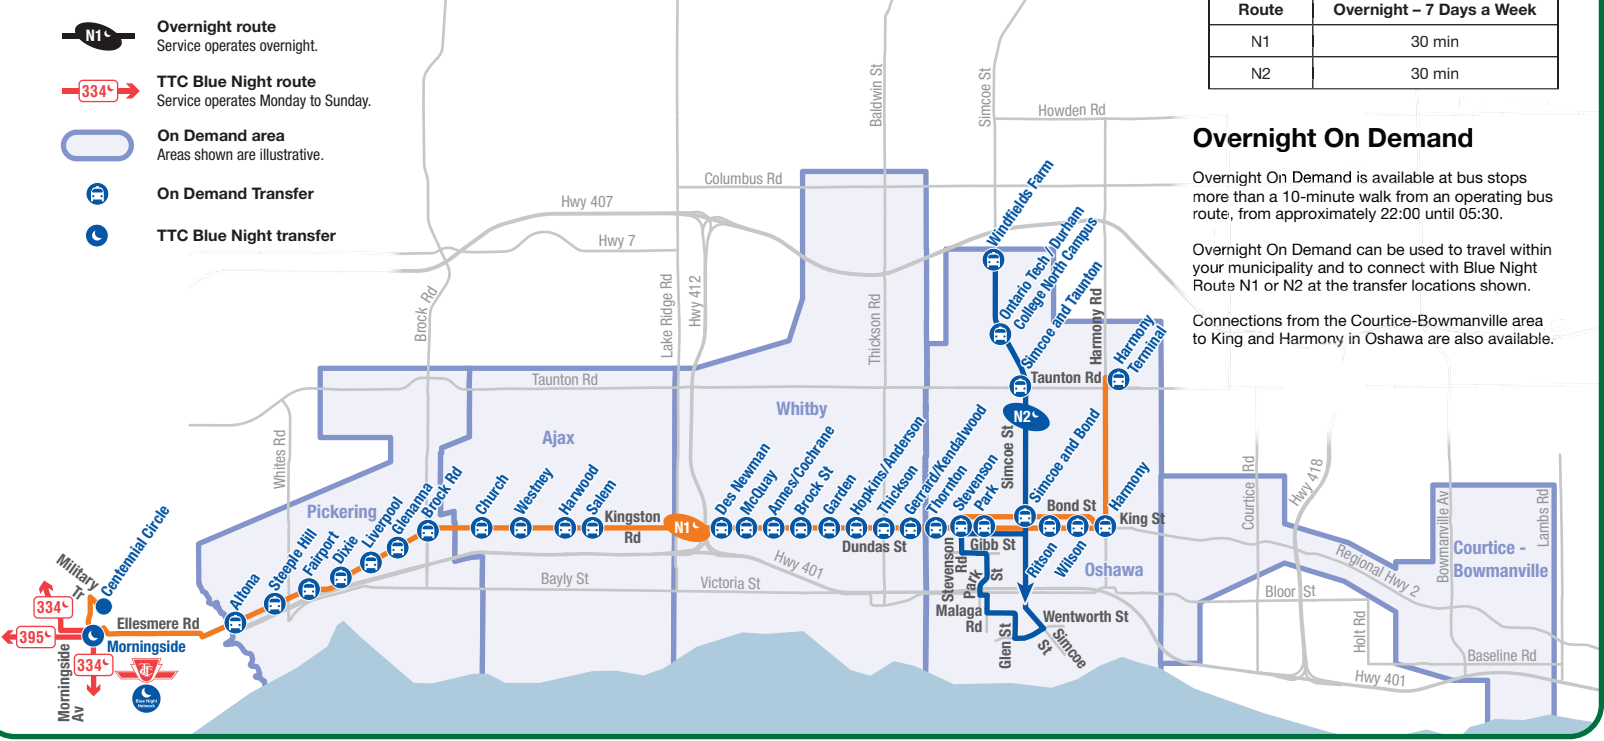 N1
Overnight route
Service operates overnight.
334
TTC Blue Night route
Service operates Monday to Sunday.
On Demand area
Areas shown are illustrative.
On Demand Transfer
TTC Blue Night transfer
Route
Overnight – 7 Days a Week
N1
30 min
N2
30 min
Overnight On Demand
Overnight On Demand is available at bus stops
more than a 10-minute walk from an operating bus
route, from approximately 22:00 until 05:30.
Overnight On Demand can be used to travel within
your municipality and to connect with Blue Night
Route N1 or N2 at the transfer locations shown.
Connections from the Courtice-Bowmanville area
to King and Harmony in Oshawa are also available.
Baldwin St
Simcoe St
Howden Rd
Columbus Rd
Hwy 407
Hwy 7
Brock Rd
Lake Ridge Rd
Hwy 412
Thickson Rd
Harmony Rd
Windfields Farm
Ontario Tech / Durham
College North Campus
Simcoe and Taunton
Harmony
Terminal
Taunton Rd
Taunton Rd
N2
Simcoe St
Whitby
Ajax
Pickering
Oshawa
Courtice -
Bowmanville
Whites Rd
Military
Tr
Centennial Circle
334
395
334
Morningside
Morningside
Av
Ellesmere Rd
TTC
Blue Night
Network
Altona
Steeple Hill
Fairport
Dixie
Liverpool
Glenanna
Brock Rd
Church
Westney
Harwood
Salem
Kingston
Rd
N1
Des Newman
McQuay
Annes/Cochrane
Brock St
Garden
Hopkins/Anderson
Thickson
Gerrard/Kendalwood
Thornton
Stevenson
Park
Simcoe and Bond
Ritson
Wilson
Harmony
Bond St
King St
Dundas St
Gibb St
Stevenson
Rd
Park
St
Malaga
Rd
Glen St
Wentworth St
Simcoe
St
Bayly St
Victoria St
Hwy 401
Bloor St
Courtice Rd
Hwy 418
Bowmanville Av
Lambs Rd
Regional Hwy 2
Holt Rd
Baseline Rd
Hwy 401